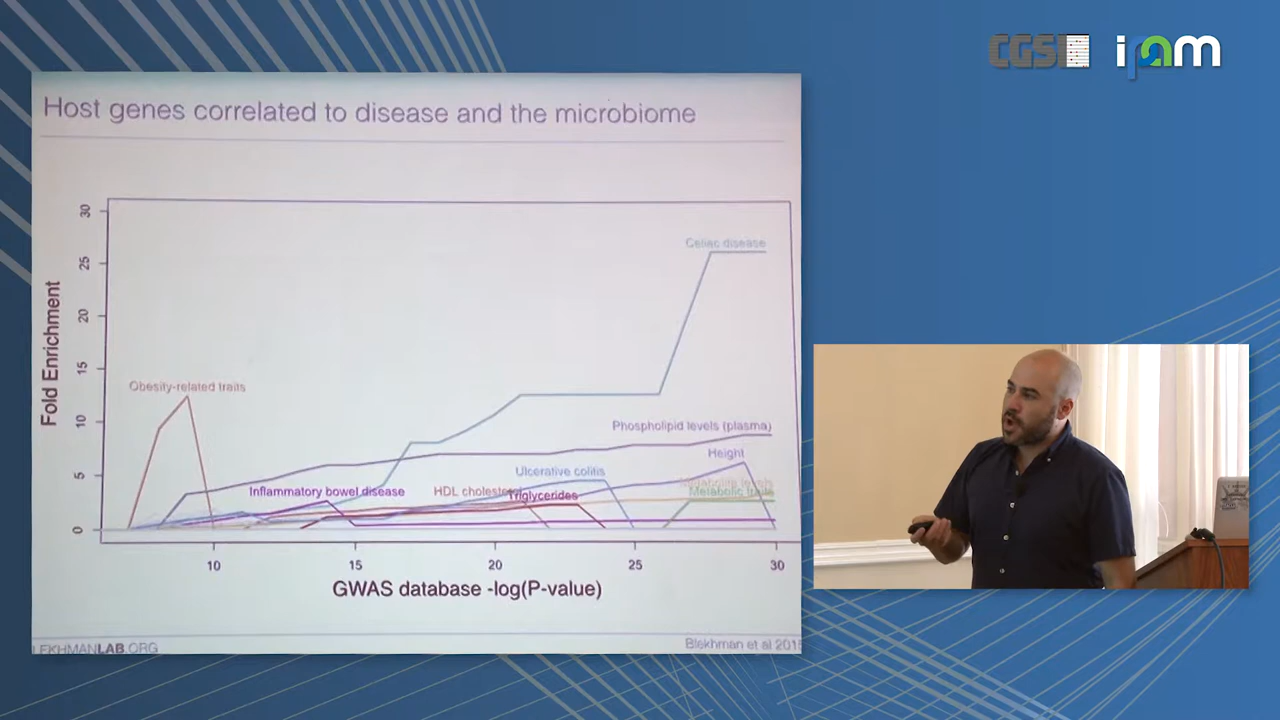 CGSI
ipam
Host genes correlated to disease and the microbiome
Fold Enrichment
30
25
20
15
10
5
0
Celiac disease
Obesity-related traits
Phospholipid levels (plasma)
Height
Ulcerative colitis
Inflammatory bowel disease
HDL cholesterol
Triglycerides
Metabolite levels
Metabolic traits
10
15
20
25
30
GWAS database -log(P-value)
LEKHMANLAB.ORG
Blekhman et al 201